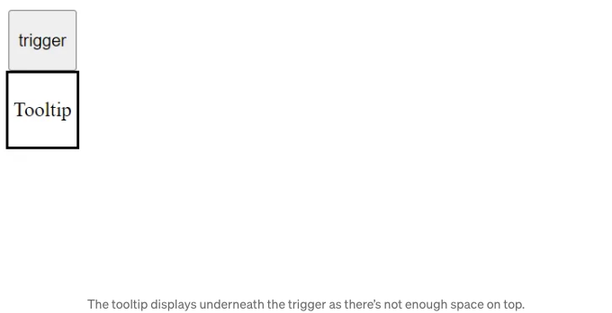 trigger
Tooltip
The tooltip displays underneath the trigger as there’s not enough space on top.